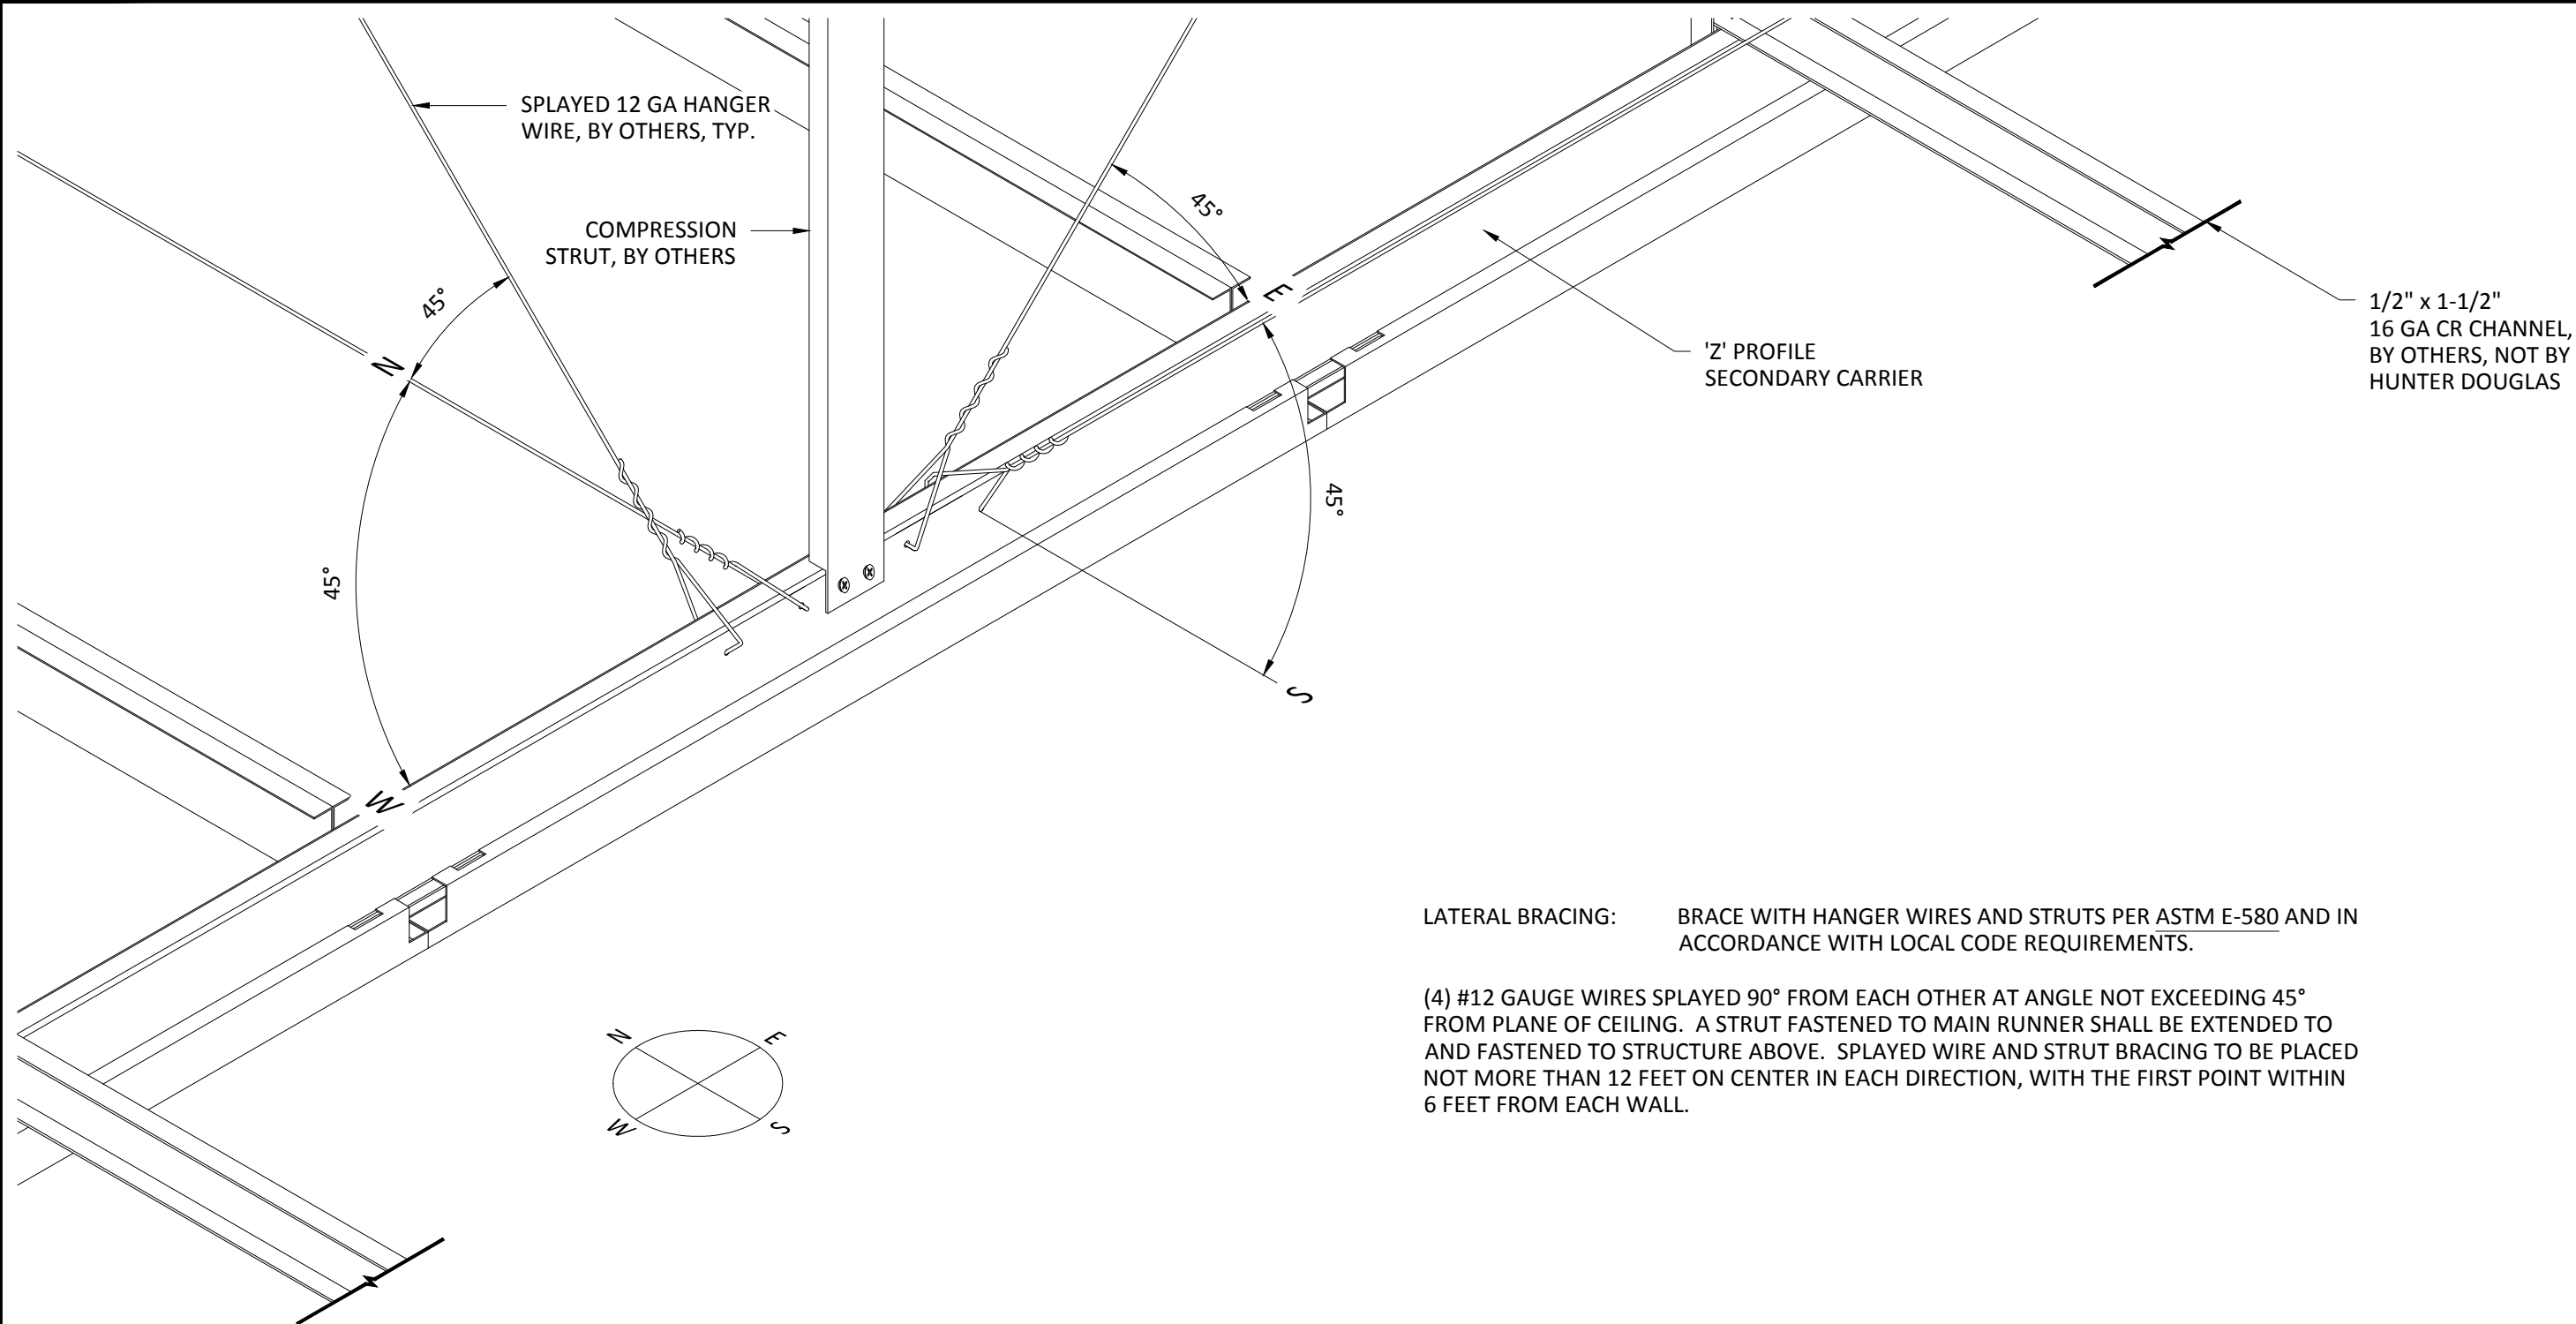 SPLAYED 12 GA HANGER
WIRE, BY OTHERS, TYP.
COMPRESSION
STRUT, BY OTHERS
45°
45°
N
45°
E
45°
S
W
'Z' PROFILE
SECONDARY CARRIER
1/2" x 1-1/2"
16 GA CR CHANNEL,
BY OTHERS, NOT BY
HUNTER DOUGLAS
LATERAL BRACING: BRACE WITH HANGER WIRES AND STRUTS PER ASTM E-580 AND IN
ACCORDANCE WITH LOCAL CODE REQUIREMENTS.
(4) #12 GAUGE WIRES SPLAYED 90° FROM EACH OTHER AT ANGLE NOT EXCEEDING 45°
FROM PLANE OF CEILING. A STRUT FASTENED TO MAIN RUNNER SHALL BE EXTENDED TO
AND FASTENED TO STRUCTURE ABOVE. SPLAYED WIRE AND STRUT BRACING TO BE PLACED
NOT MORE THAN 12 FEET ON CENTER IN EACH DIRECTION, WITH THE FIRST POINT WITHIN
6 FEET FROM EACH WALL.
N
E
W
S